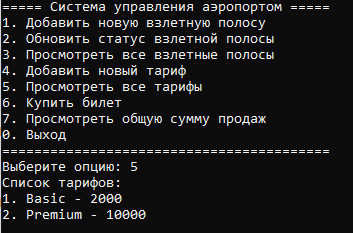 ===== Система управления аэропортом =====
1. Добавить новую взлетную полосу
2. Обновить статус взлетной полосы
3. Просмотреть все взлетные полосы
4. Добавить новый тариф
5. Просмотреть все тарифы
6. Купить билет
7. Просмотреть общую сумму продаж
0. Выход
=========================================
Выберите опцию: 5
Список тарифов:
1. Basic - 2000
2. Premium - 10000